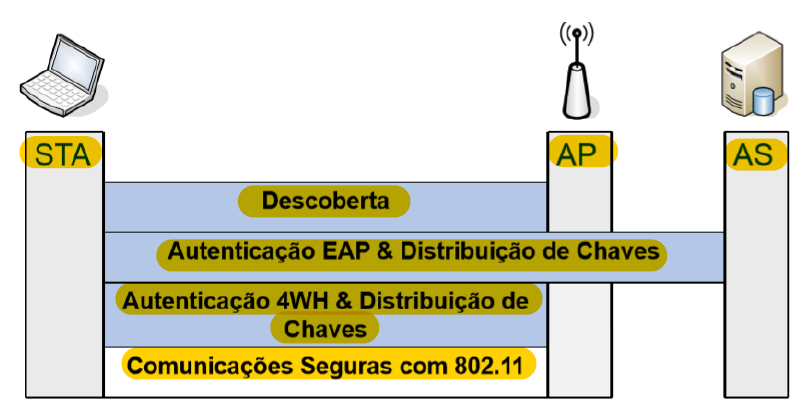 STA
AP
AS
Descoberta
Autenticação EAP & Distribuição de Chaves
Autenticação 4WH & Distribuição de
Chaves
Comunicações Seguras com 802.11